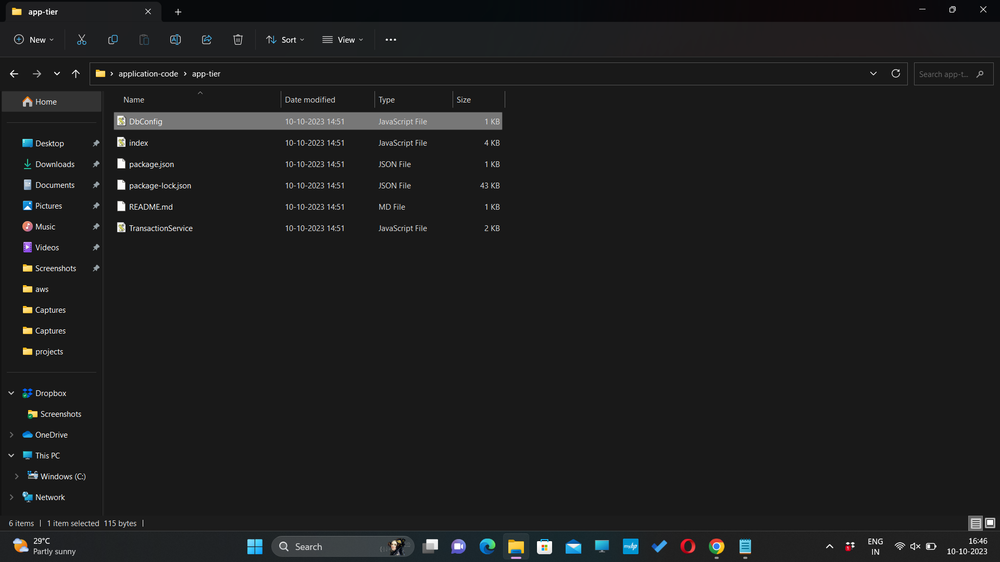 app-tier
New
Sort
View
application-code
app-tier
Search app-t...
Name
Date modified
Type
Size
DbConfig 10-10-2023 14:51 JavaScript File 1 KB
index 10-10-2023 14:51 JavaScript File 4 KB
package.json 10-10-2023 14:51 JSON File 1 KB
package-lock.json 10-10-2023 14:51 JSON File 43 KB
README.md 10-10-2023 14:51 MD File 1 KB
TransactionService 10-10-2023 14:51 JavaScript File 2 KB
Home
Desktop
Downloads
Documents
Pictures
Music
Videos
Screenshots
aws
Captures
Captures
projects
Dropbox
Screenshots
OneDrive
This PC
Windows (C:)
Network
6 items
1 item selected 115 bytes
29°C
Partly sunny
Search
myhp
1
ENG
IN
16:46
10-10-2023